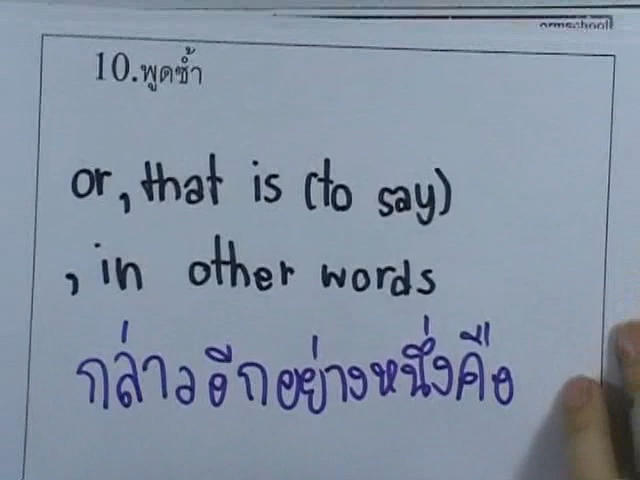 ormschool
10.พูดซ้ำ
or, that is (to say)
, in other words
กล่าวอีกอย่างหนึ่งคือ